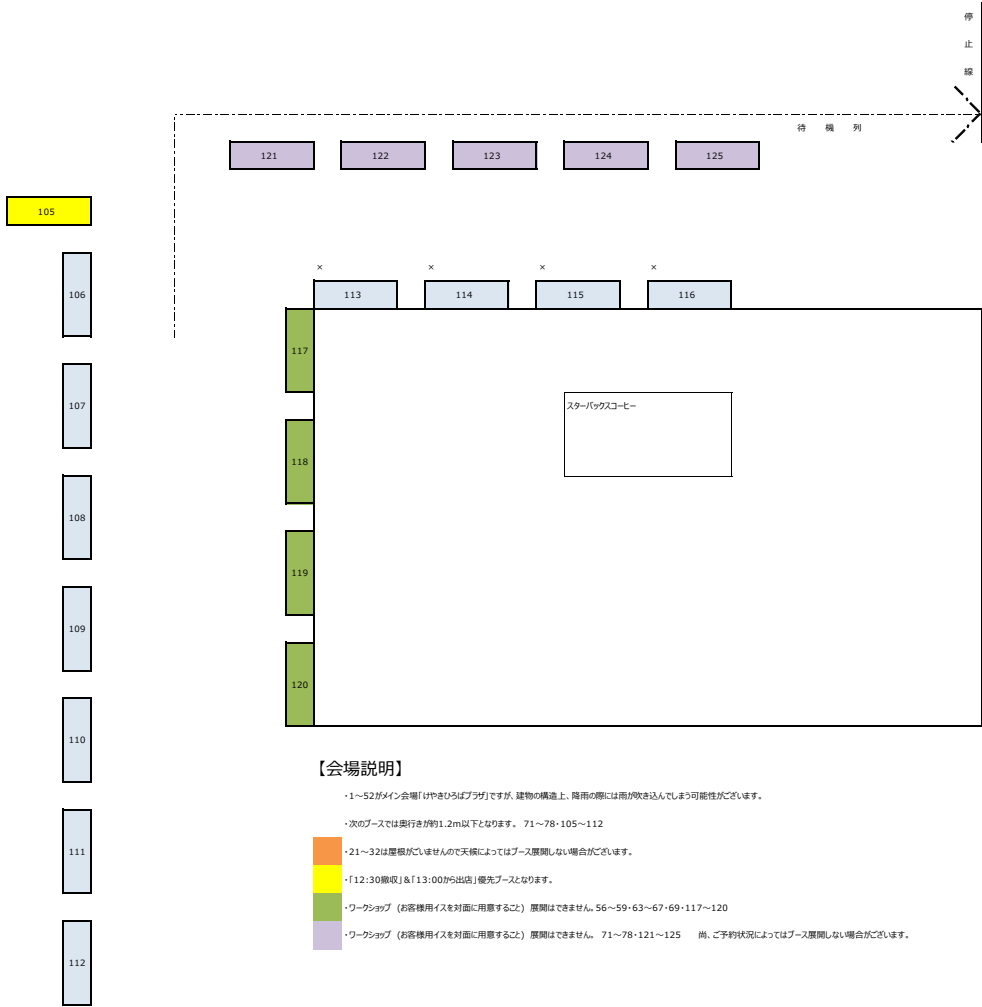 停
止
線
待 機 列
121 122 123 124 125
105
× × × ×
106
113 114 115 116
117
107
スターバックスコーヒー
118
108
119
109
120
110
【会場説明】
・1～52がメイン会場「けやきひろばプラザ」ですが、建物の構造上、降雨の際には雨が吹き込んでしまう可能性がございます。
・次のブースでは奥行きが約1.2m以下となります。 71～78・105～112
111
・21～32は屋根がごいませんので天候によってはブース展開しない場合がございます。
・「12:30撤収」&「13:00から出店」優先ブースとなります。
・ワークショップ (お客様用イスを対面に用意すること) 展開はできません。56～59・63～67・69・117～120
・ワークショップ (お客様用イスを対面に用意すること) 展開はできません。 71～78・121～125 尚、ご予約状況によってはブース展開しない場合がございます。
112